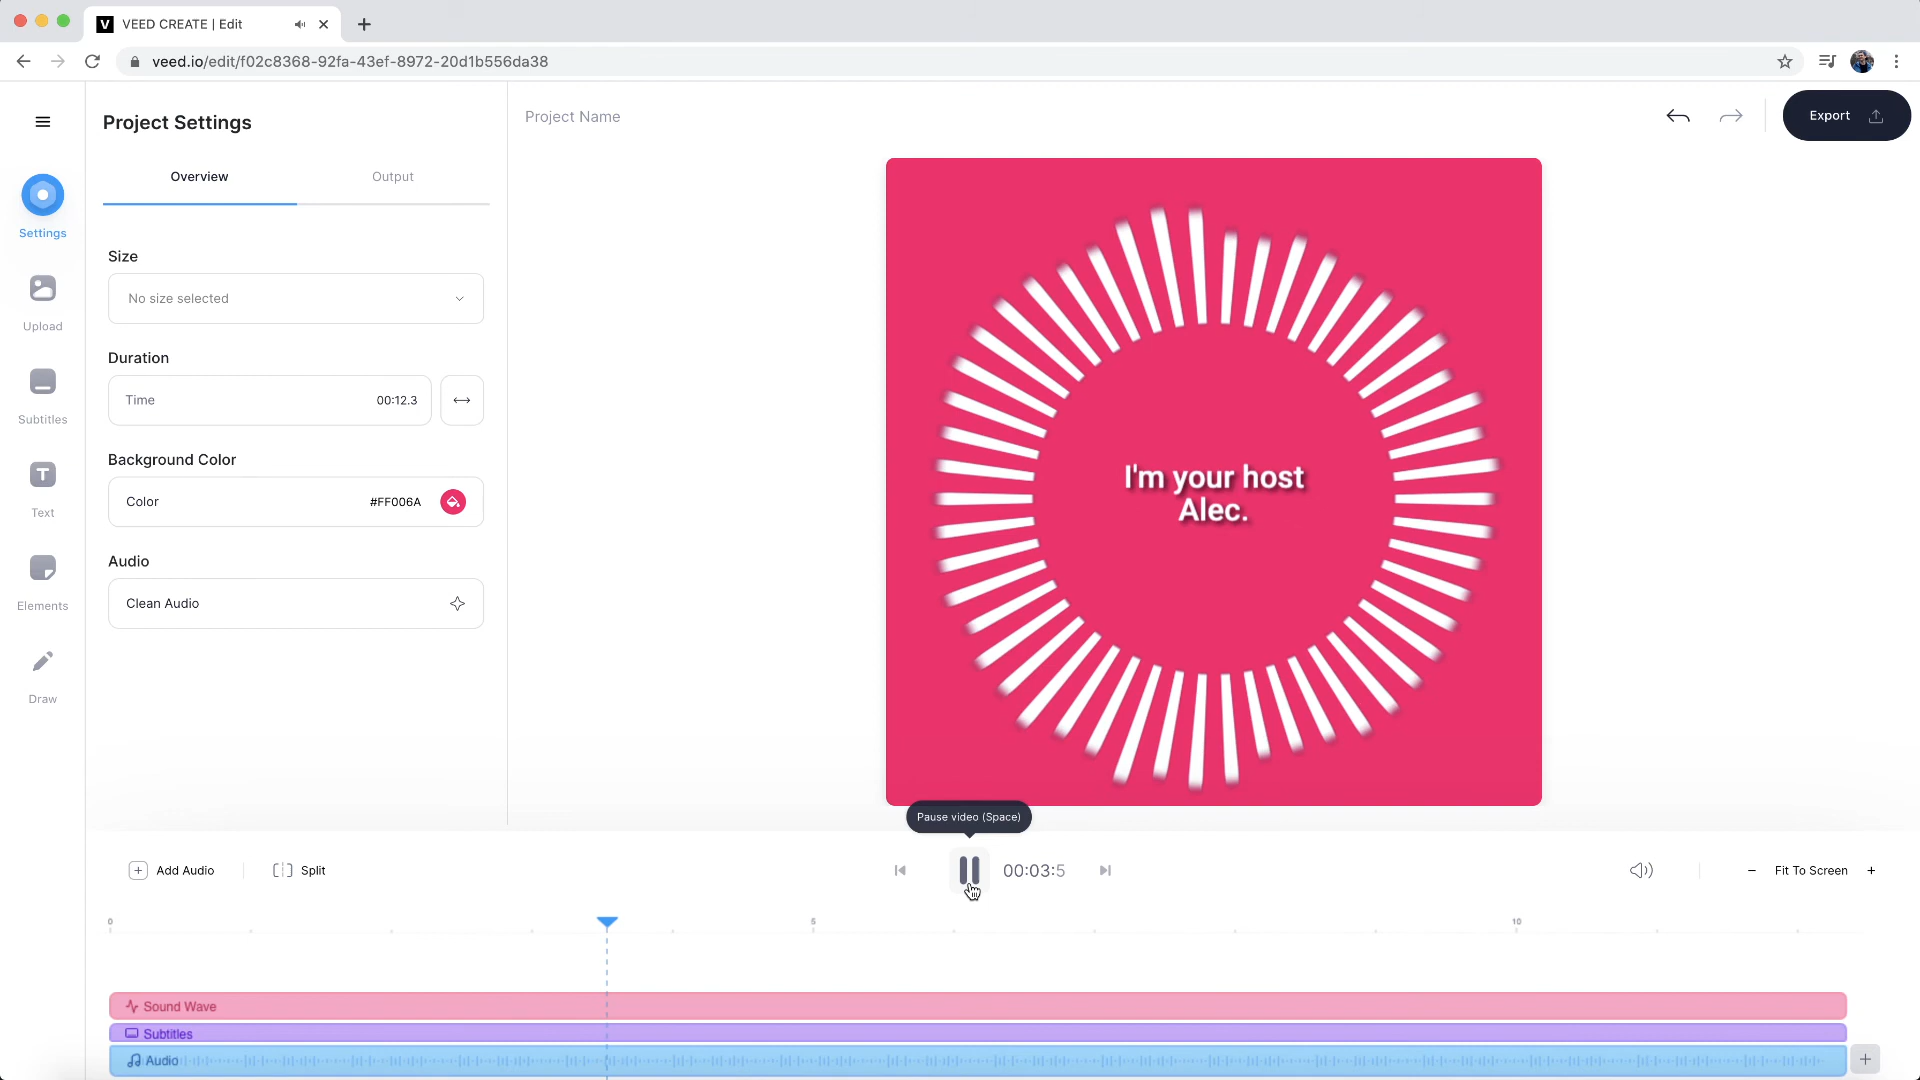 V VEED CREATE | Edit
veed.io/edit/f02c8368-92fa-43ef-8972-20d1b556da38
Project Settings
Project Name
Export
Overview
Output
Settings
Size
No size selected
Upload
Duration
Time 00:12.3
Subtitles
Background Color
Color #FF006A
Text
Audio
Clean Audio
Elements
Draw
I'm your host
Alec.
Pause video (Space)
Add Audio
Split
00:03:5
Fit To Screen
0 5 10
Sound Wave
Subtitles
Audio